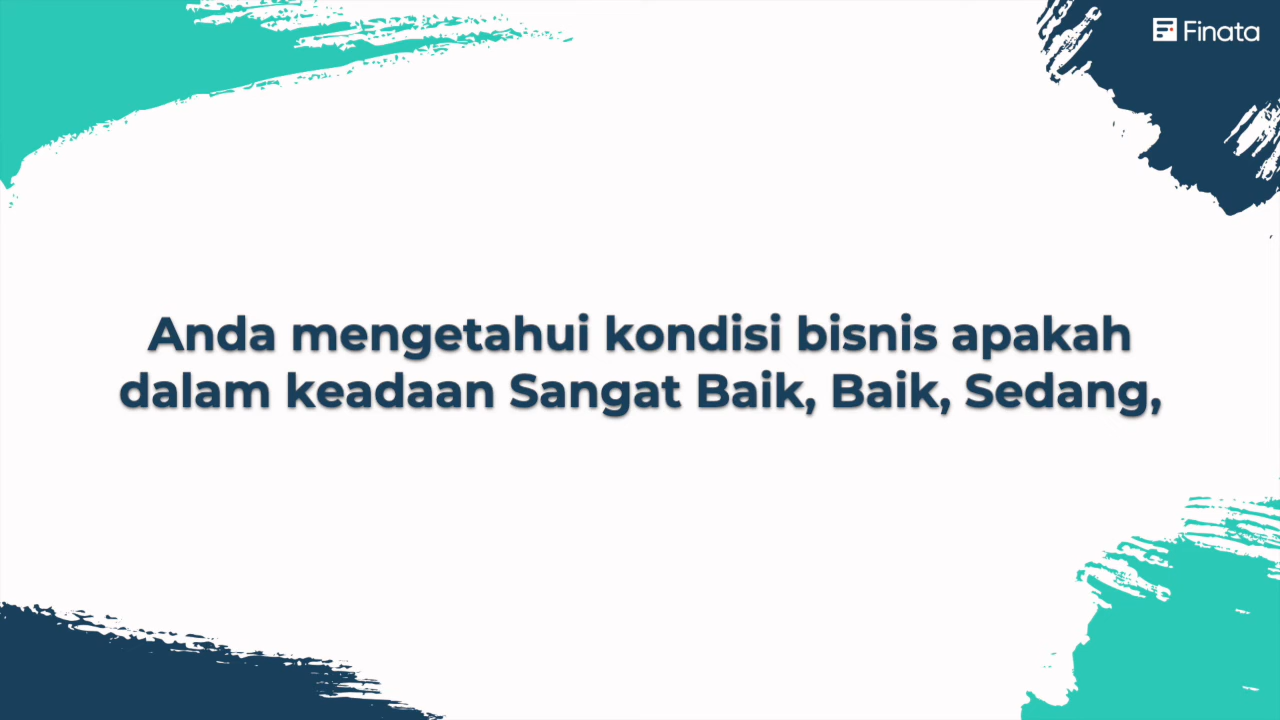 Finata
Anda mengetahui kondisi bisnis apakah
dalam keadaan Sangat Baik, Baik, Sedang,